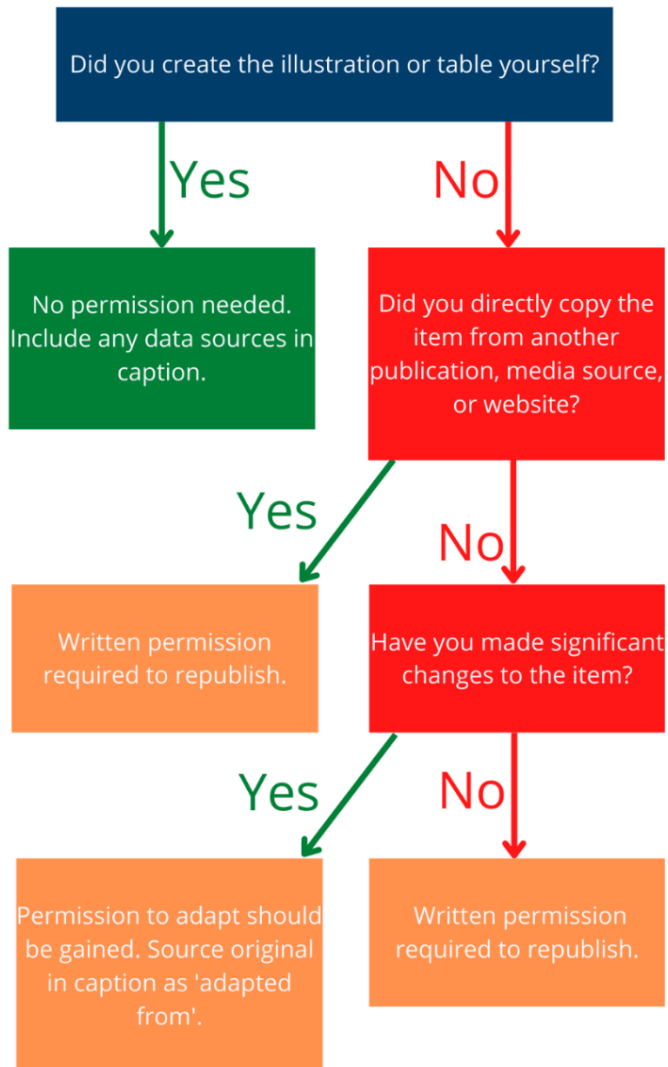 Did you create the illustration or table yourself?
Yes
No
No permission needed.
Include any data sources in
caption.
Did you directly copy the
item from another
publication, media source,
or website?
Yes
No
Written permission
required to republish.
Have you made significant
changes to the item?
Yes
No
Permission to adapt should
be gained. Source original
in caption as 'adapted
from'.
Written permission
required to republish.